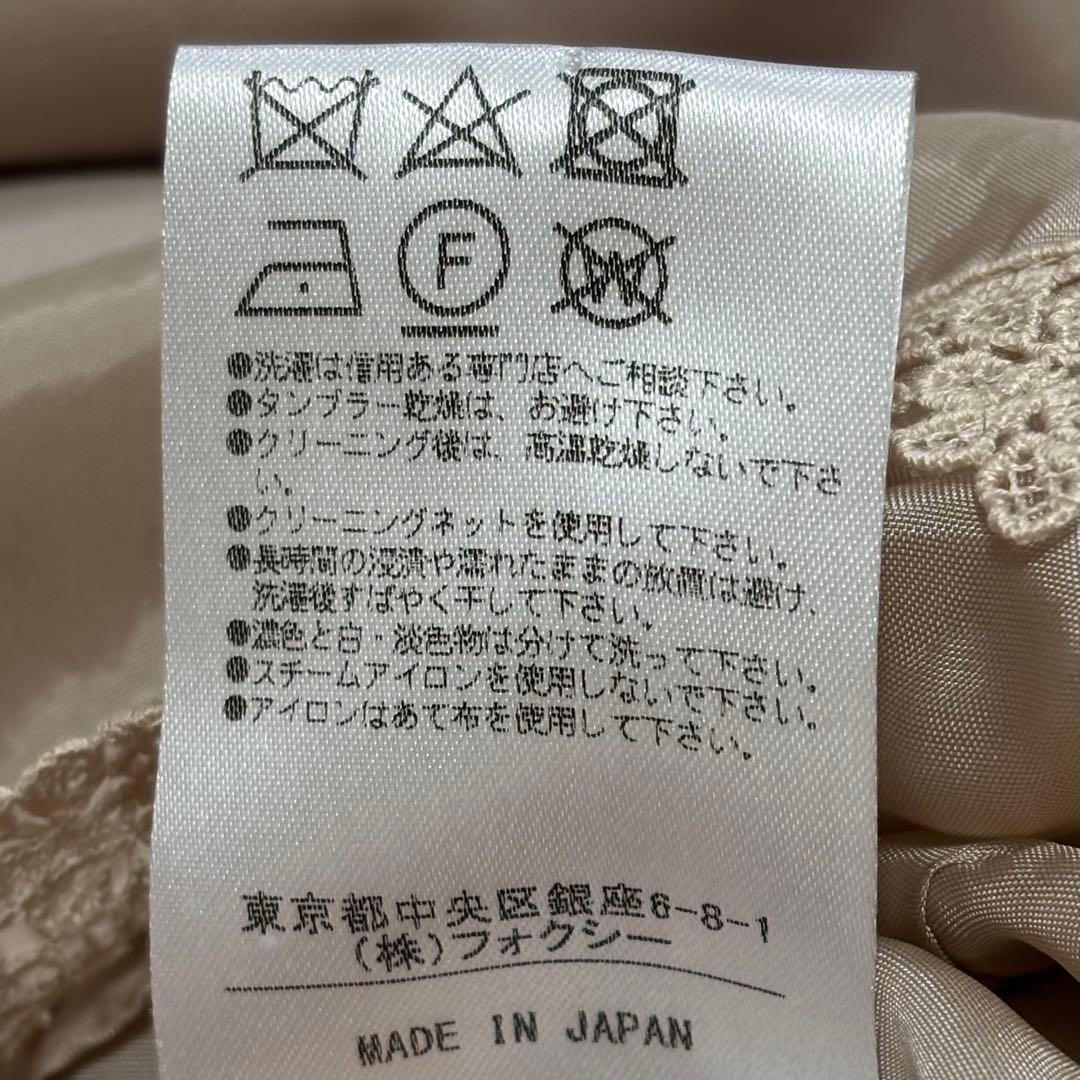 F
W
●洗濯は信用ある専門店へご相談下さい。
●タンブラー乾燥は、お避け下さい。
●クリーニング後は、高温乾燥しないで下さ
い。
●クリーニングネットを使用して下さい。
●長時間の浸漬や濡れたままの放置は避け、
洗濯後すばやく干して下さい。
●濃色と白・淡色物は分けて洗って下さい。
●スチームアイロンを使用しないで下さい。
●アイロンはあて布を使用して下さい。
東京都中央区銀座6-8-1
(株)フォクシー
MADE IN JAPAN